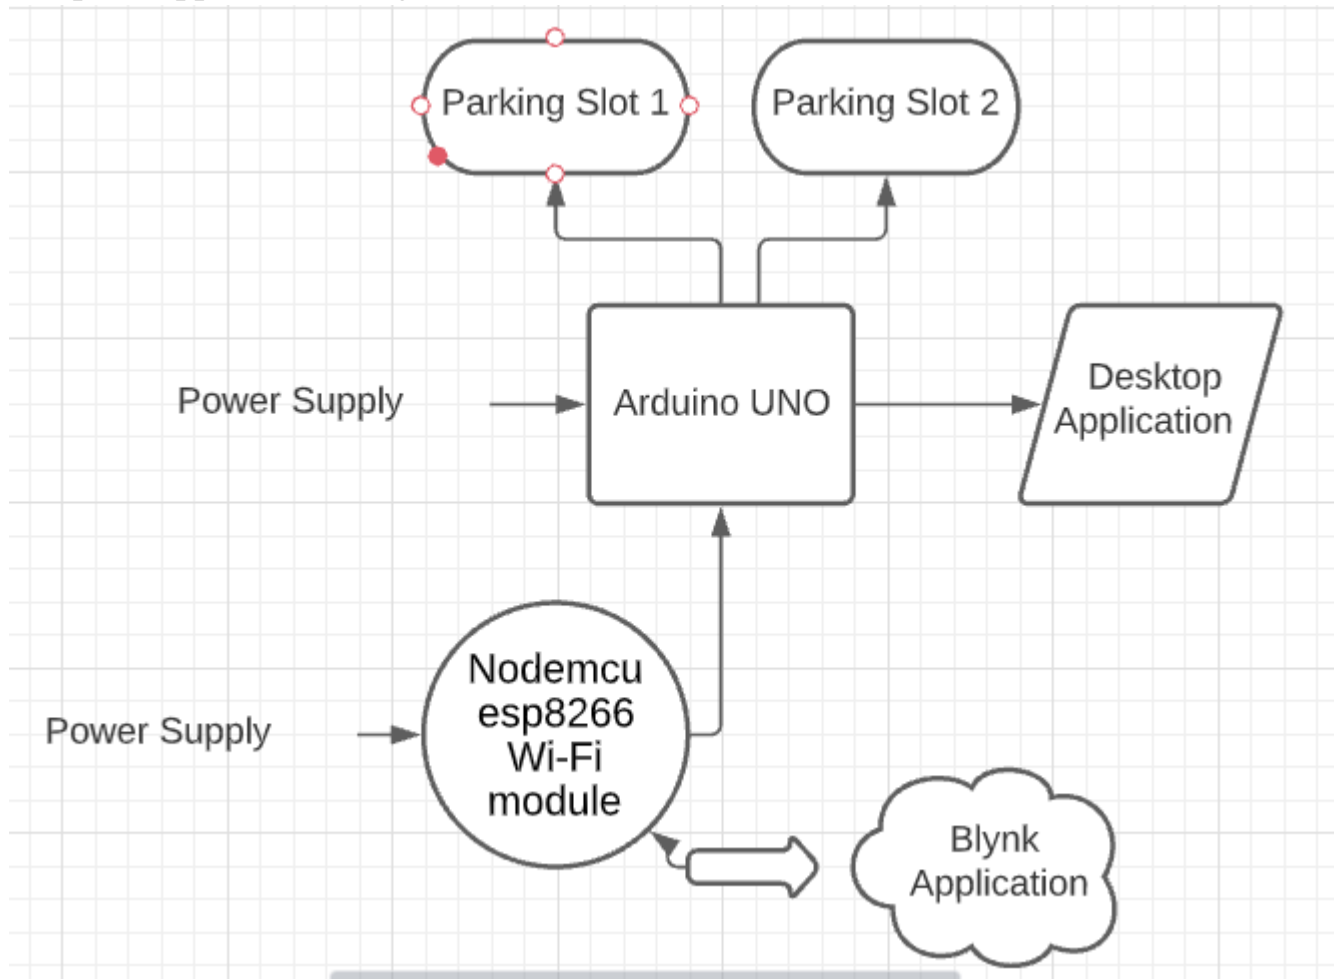 Parking Slot 1
Parking Slot 2
Power Supply
Arduino UNO
Desktop
Application
Nodemcu
esp8266
Wi-Fi
module
Power Supply
Blynk
Application